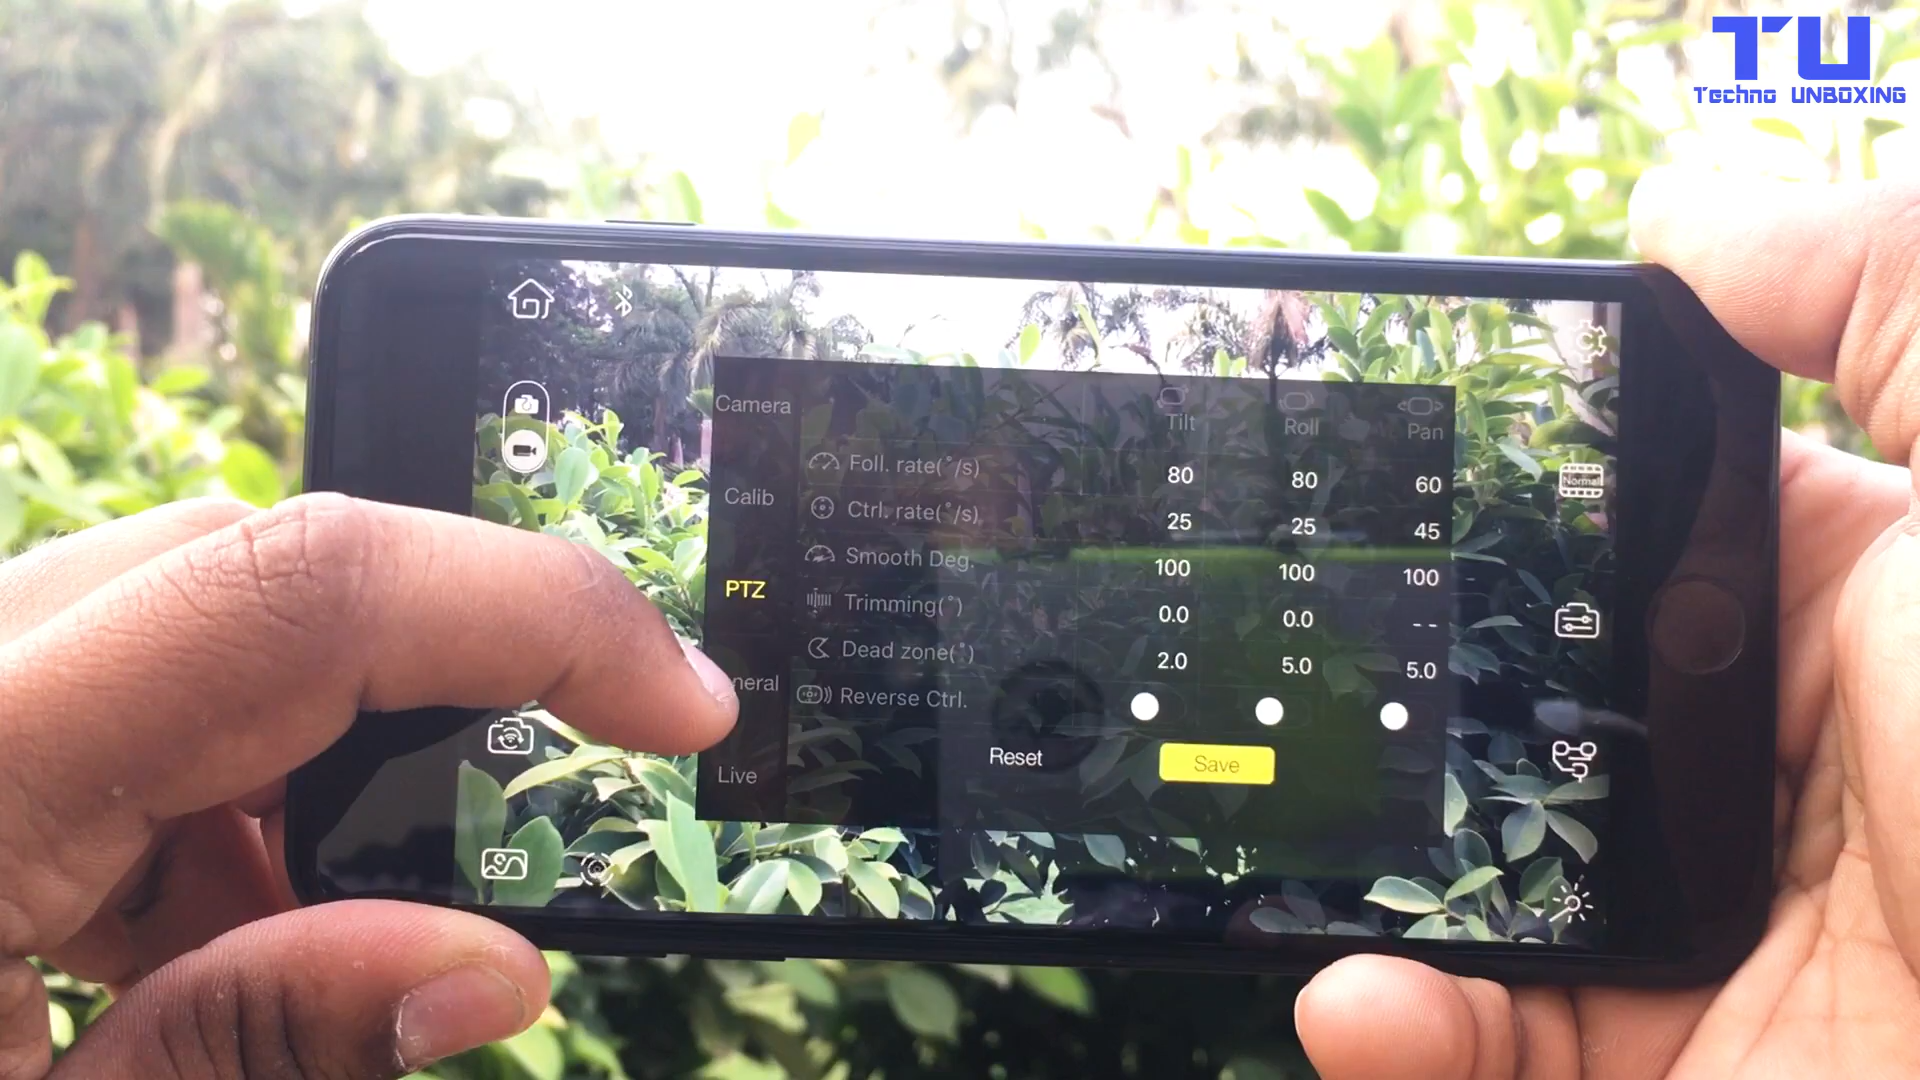 TU
Techno UNBOXING
Camera
Tilt Roll Pan
Foll. rate(°/s) 80 80 60
Calib
Ctrl. rate(°/s) 25 25 45
Smooth Deg. 100 100 100
Normal
PTZ
Trimming(°) 0.0 0.0 - -
Dead zone(°) 2.0 5.0 5.0
neral
Reverse Ctrl.
Reset Save
Live